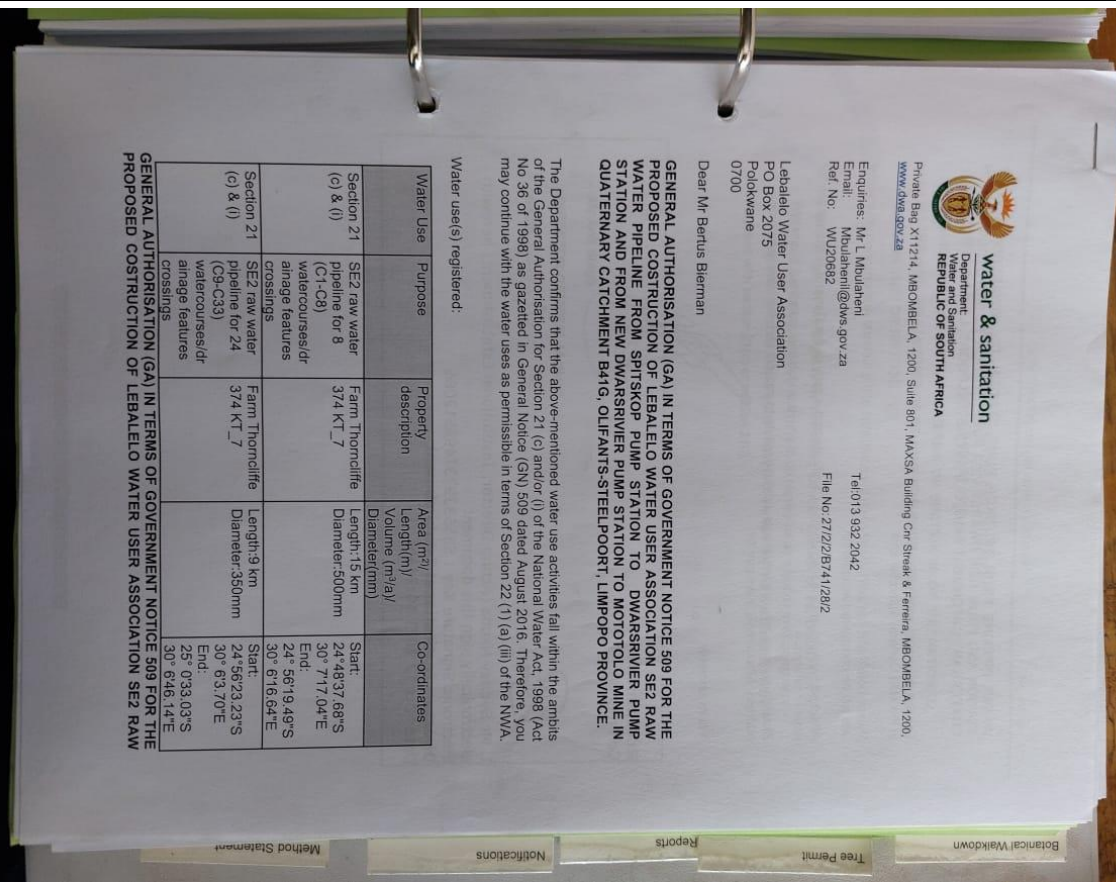 water & sanitation
Department:
Water and Sanitation
REPUBLIC OF SOUTH AFRICA
Private Bag X11214, MBOMBELA, 1200, Suite 801, MAXSA Building Cnr Streak & Ferreira, MBOMBELA, 1200,
www.dwa.gov.za
Enquiries: Mr L Mbulaheni
Tel:013 932 2042
Email: Mbulahenil@dws.gov.za
Ref. No: WU20682
File No:27/2/2/B741/28/2
Lebalelo Water User Association
PO Box 2075
Polokwane
0700
Dear Mr Bertus Bierman
GENERAL AUTHORISATION (GA) IN TERMS OF GOVERNMENT NOTICE 509 FOR THE
PROPOSED COSTRUCTION OF LEBALELO WATER USER ASSOCIATION SE2 RAW
WATER PIPELINE FROM SPITSKOP PUMP STATION TO DWARSRIVIER PUMP
STATION AND FROM NEW DWARSRIVIER PUMP STATION TO MOTOTOLO MINE IN
QUATERNARY CATCHMENT B41G, OLIFANTS-STEELPOORT, LIMPOPO PROVINCE.
The Department confirms that the above-mentioned water use activities fall within the ambits
of the General Authorisation for Section 21 (c) and/or (i) of the National Water Act, 1998 (Act
No 36 of 1998) as gazetted in General Notice (GN) 509 dated August 2016. Therefore, you
may continue with the water uses as permissible in terms of Section 22 (1) (a) (iii) of the NWA.
Water use(s) registered:
Water Use
Purpose
Property
description
Area (m²)/
Length(m)/
Volume (m³/a)/
Diameter(mm)
Co-ordinates
Section 21
(c) & (i)
SE2 raw water
pipeline for 8
(C1-C8)
watercourses/dr
ainage features
crossings
Farm Thorncliffe
374 KT_7
Length:15 km
Diameter:500mm
Start:
24°48'37.68"S
30° 7'17.04"E
End:
24° 56'19.49"S
30° 6'16.64"E
Section 21
(c) & (i)
SE2 raw water
pipeline for 24
(C9-C33)
watercourses/dr
ainage features
crossings
Farm Thorncliffe
374 KT_7
Length:9 km
Diameter:350mm
Start:
24°56'23.23"S
30° 6'3.70"E
End:
25° 0'33.03"S
30° 6'46.14"E
GENERAL AUTHORISATION (GA) IN TERMS OF GOVERNMENT NOTICE 509 FOR THE
PROPOSED COSTRUCTION OF LEBALELO WATER USER ASSOCIATION SE2 RAW
Botanical Walkdown
Tree Permit
Reports
Notifications
Method Statement